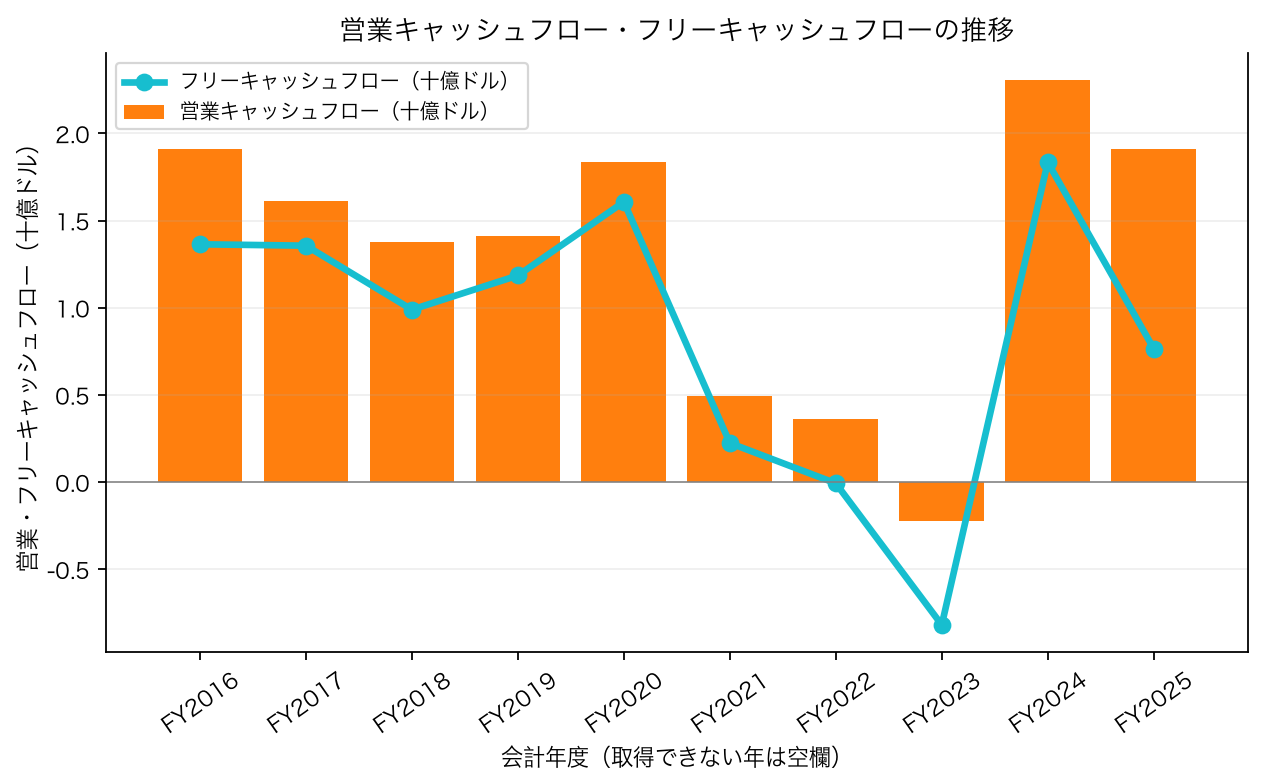 営業キャッシュフロー・フリーキャッシュフローの推移
フリーキャッシュフロー（十億ドル）
営業キャッシュフロー（十億ドル）
営業・フリーキャッシュフロー（十億ドル）
2.0
1.5
1.0
0.5
0.0
-0.5
FY2016
FY2017
FY2018
FY2019
FY2020
FY2021
FY2022
FY2023
FY2024
FY2025
会計年度（取得できない年は空欄）